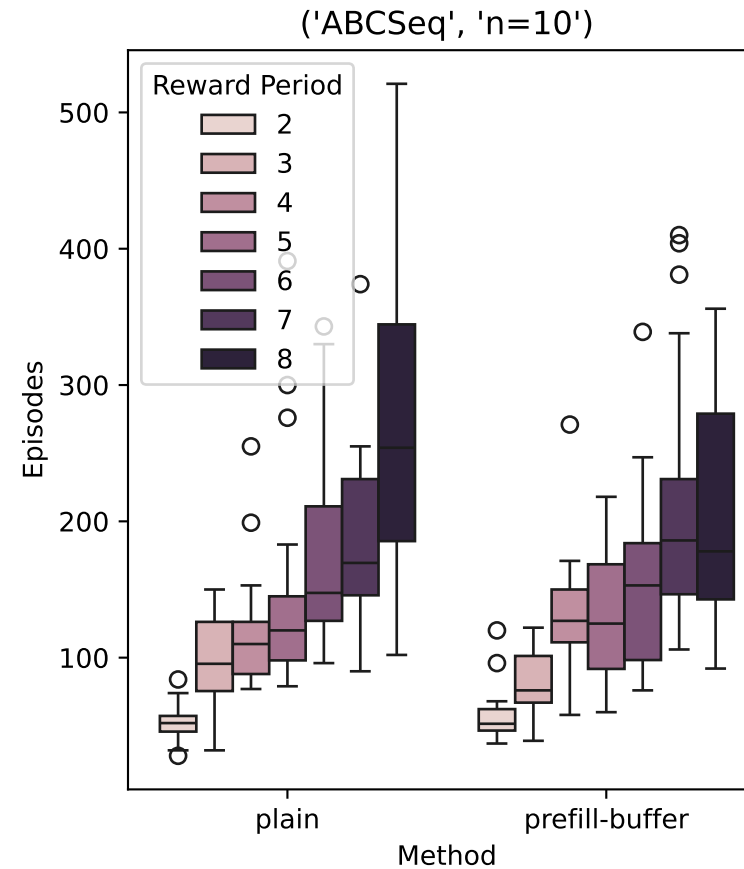 ('ABCSeq', 'n=10')
Reward Period
2
3
4
5
6
7
8
500
400
300
200
100
Episodes
plain
prefill-buffer
Method